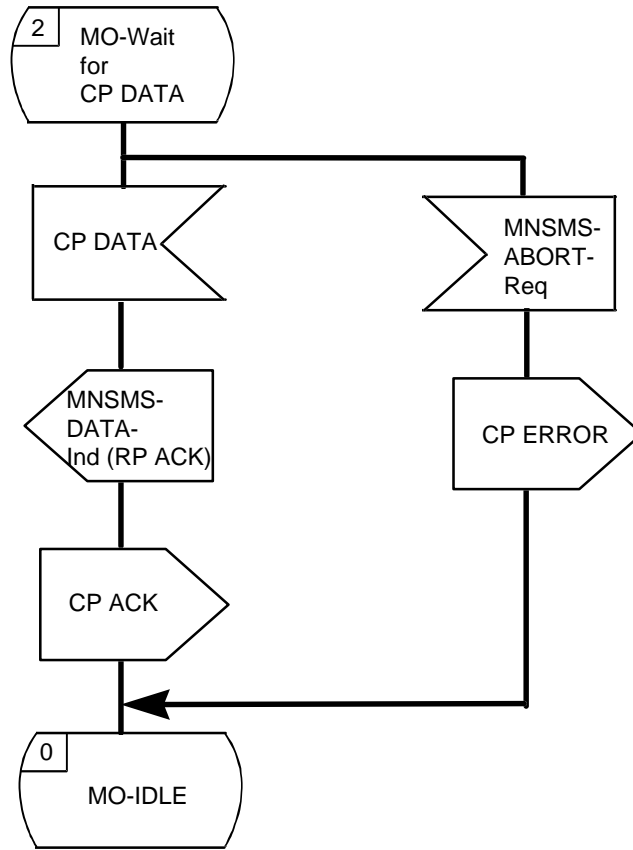 2
MO-Wait
for
CP DATA
CP DATA
MNSMS-
ABORT-
Req
MNSMS-
DATA-
Ind (RP ACK)
CP ERROR
CP ACK
0
MO-IDLE